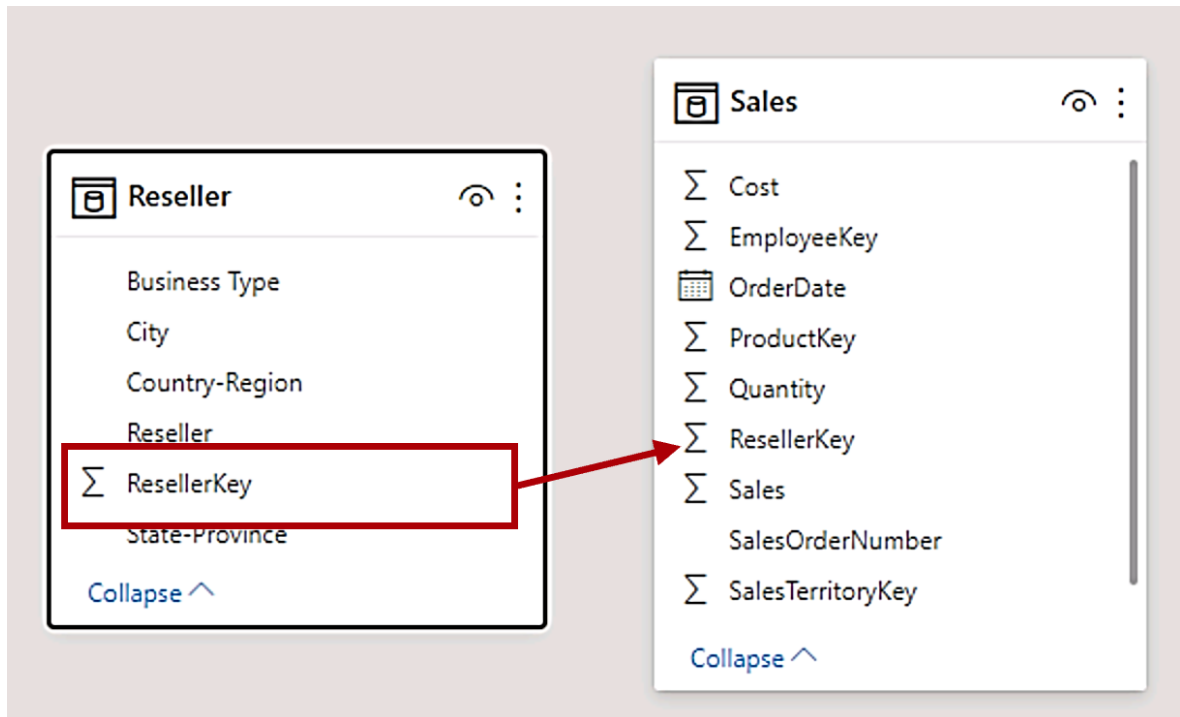 Reseller
Business Type
City
Country-Region
Reseller
ResellerKey
State-Province
Collapse
Sales
Cost
EmployeeKey
OrderDate
ProductKey
Quantity
ResellerKey
Sales
SalesOrderNumber
SalesTerritoryKey
Collapse